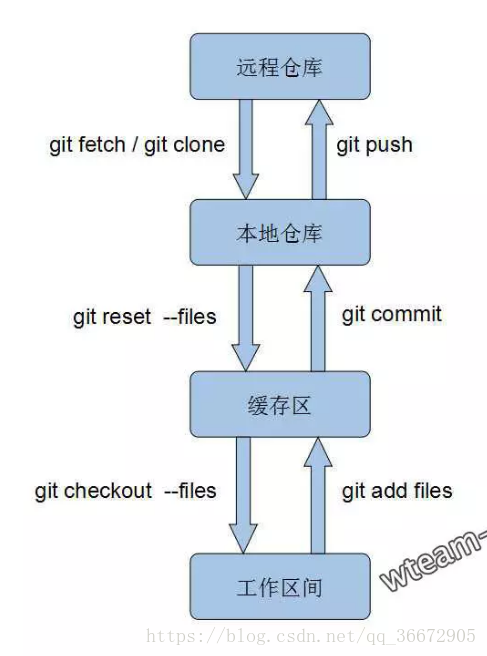 远程仓库
git fetch / git clone
git push
本地仓库
git reset --files
git commit
缓存区
git checkout --files
git add files
工作区间
wteam-
https://blog.csdn.net/qq_36672905